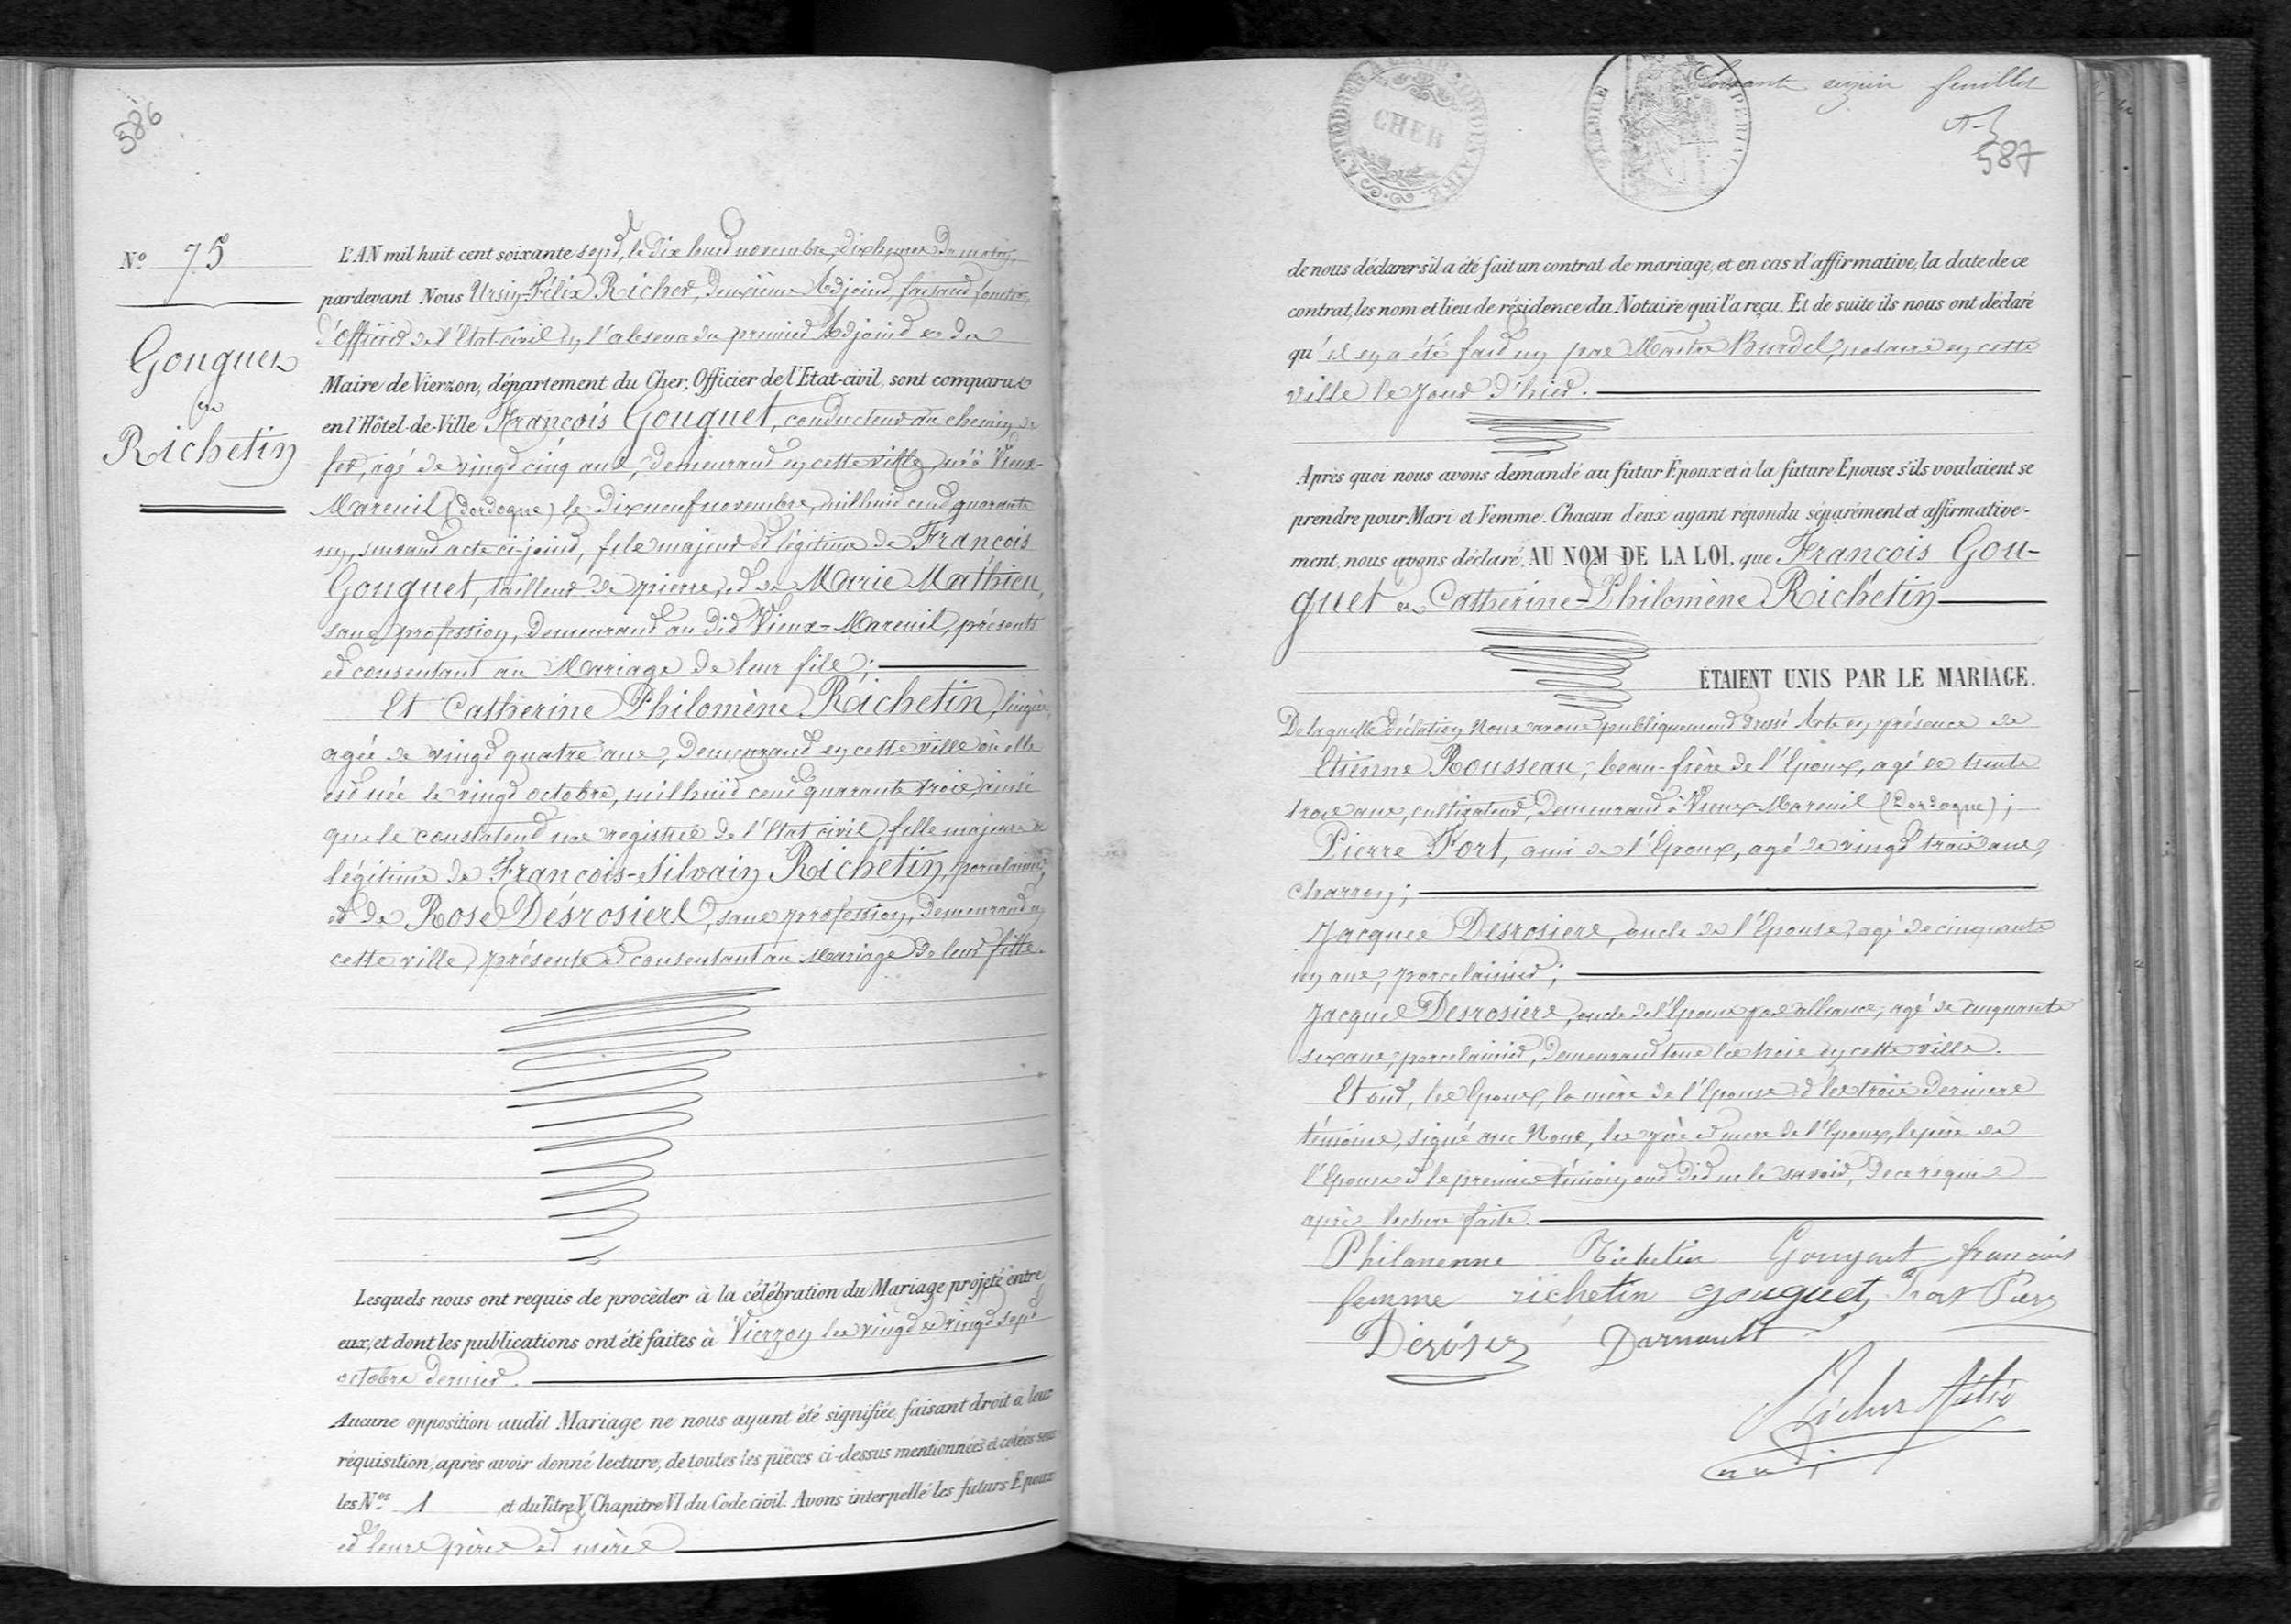 586
N.º 75
Gouguet
et
Richetin
L'AN mil huit cent soixante sept, le dix huit novembre, dix heures du matin,
pardevant Nous Ursin-Félix Richer, deuxième Adjoint, faisant fonction
d'officier de l'Etat-civil en l'absence du premier Adjoint et du
Maire de Vierzon, département du Cher, Officier de l'Etat-civil, sont comparus
en l'Hôtel-de-Ville François Gouguet, conducteur au chemin de
fer, agé de vingt cinq ans, demeurant en cette ville, né à Vieux-
Mareuil (Dordogne) le dix neuf novembre, mil huit cent quarante
un, suivant acte ci-joint, fils majeur et légitime de François
Gouguet, tailleur de pierre, et de Marie Mathieu,
sans profession, demeurant au dit Vieux-Mareuil, présents
et consentant au Mariage de leur fils;
Et Catherine Philomène Richetin, lingère,
agée de vingt quatre ans, demeurant en cette ville où elle
est née le vingt octobre, mil huit cent quarante trois, ainsi
que le constatent nos registres de l'Etat civil, fille majeure et
légitime de François-Silvain Richetin, porcelainier,
et de Rose Désrosiers, sans profession, demeurant en
cette ville, présents et consentant au Mariage de leur fille.
Lesquels nous ont requis de procéder à la célébration du Mariage projeté entre
eux, et dont les publications ont été faites à Vierzon les vingt et vingt sept
octobre dernier.
Aucune opposition audit Mariage ne nous ayant été signifiée, faisant droit à leur
réquisition, après avoir donné lecture, de toutes les pièces ci-dessus mentionnées et cotées sous
les N.os 1 et du Titre V, Chapitre VI du Code civil. Avons interpellé les futurs Epoux
et leurs pères et mères
TIMBRE ORDINAIRE
CHER
TIMBRE IMPERIAL
Soixante feuillet
587
de nous déclarer s'il a été fait un contrat de mariage, et en cas d'affirmative, la date de ce
contrat, les nom et lieu de résidence du Notaire qui l'a reçu. Et de suite ils nous ont déclaré
qu'il en a été fait un par Maitre Burdel, notaire en cette
ville le jour d'hier.
Après quoi nous avons demandé au futur Époux et à la future Épouse s'ils voulaient se
prendre pour Mari et Femme. Chacun d'eux ayant répondu séparément et affirmative-
ment, nous avons déclaré, AU NOM DE LA LOI, que François Gou-
guet et Catherine-Philomène Richetin
ÉTAIENT UNIS PAR LE MARIAGE.
De laquelle déclation Nous avons publiquement dressé Acte en présence de
Etienne Rousseau, beau-frère de l'Epoux, agé de trente
trois ans, cultivateur, demeurant à Vieux-Mareuil (Dordogne);
Pierre Fort, ami de l'Epoux, agé de vingt trois ans,
charron;
Jacques Desrosiers, oncle de l'Epouse, agé de cinquante
un ans, porcelainier;
Jacques Desrosiers, oncle de l'Epouse par alliance, agé de cinquante
six ans, porcelainier, demeurant tous les trois en cette ville.
Et ont, les Epoux, la mère de l'Epouse et les trois derniers
témoins, signé avec Nous, les père et mère de l'Epoux, le père de
l'Epouse et le premier témoin ont dit ne le savoir, de ce réquis
après lecture faite.
Philomenne Richetin Gouguet francois
femme richetin gouguet, Fort Pierre
Dérosier Darnault
Richer Félix